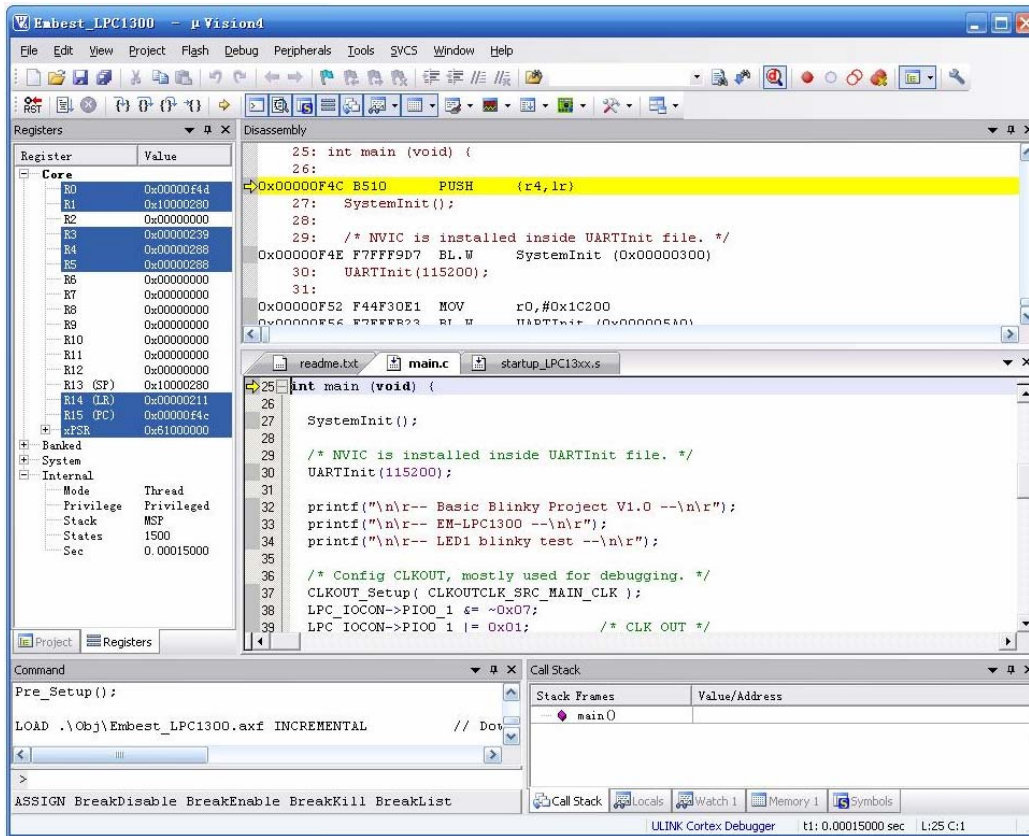 Embest_LPC1300 - µVision4
File Edit View Project Flash Debug Peripherals Tools SVCS Window Help
RST
Registers
Register Value
Core
R0 0x00000f4d
R1 0x10000280
R2 0x00000000
R3 0x00000239
R4 0x00000288
R5 0x00000288
R6 0x00000000
R7 0x00000000
R8 0x00000000
R9 0x00000000
R10 0x00000000
R11 0x00000000
R12 0x00000000
R13 (SP) 0x10000280
R14 (LR) 0x00000211
R15 (PC) 0x00000f4c
xPSR 0x61000000
Banked
System
Internal
Mode Thread
Privilege Privileged
Stack MSP
States 1500
Sec 0.00015000
Project Registers
Disassembly
25: int main (void) {
26:
0x00000F4C B510 PUSH {r4,lr}
27: SystemInit();
28:
29: /* NVIC is installed inside UARTInit file. */
0x00000F4E F7FFF9D7 BL.W SystemInit (0x00000300)
30: UARTInit(115200);
31:
0x00000F52 F44F30E1 MOV r0,#0x1C200
0x00000F56 F7FFFB23 BL.W UARTInit (0x000005A0)
readme.txt main.c startup_LPC13xx.s
25 int main (void) {
26
27 SystemInit();
28
29 /* NVIC is installed inside UARTInit file. */
30 UARTInit(115200);
31
32 printf("\n\r-- Basic Blinky Project V1.0 --\n\r");
33 printf("\n\r-- EM-LPC1300 --\n\r");
34 printf("\n\r-- LED1 blinky test --\n\r");
35
36 /* Config CLKOUT, mostly used for debugging. */
37 CLKOUT_Setup( CLKOUTCLK_SRC_MAIN_CLK );
38 LPC_IOCON->PIO0_1 &= ~0x07;
39 LPC_IOCON->PIO0_1 |= 0x01; /* CLK OUT */
Command
Pre_Setup();
LOAD .\Obj\Embest_LPC1300.axf INCREMENTAL // Dow
>
ASSIGN BreakDisable BreakEnable BreakKill BreakList
Call Stack
Stack Frames Value/Address
main()
Call Stack Locals Watch 1 Memory 1 Symbols
ULINK Cortex Debugger t1: 0.00015000 sec L:25 C:1